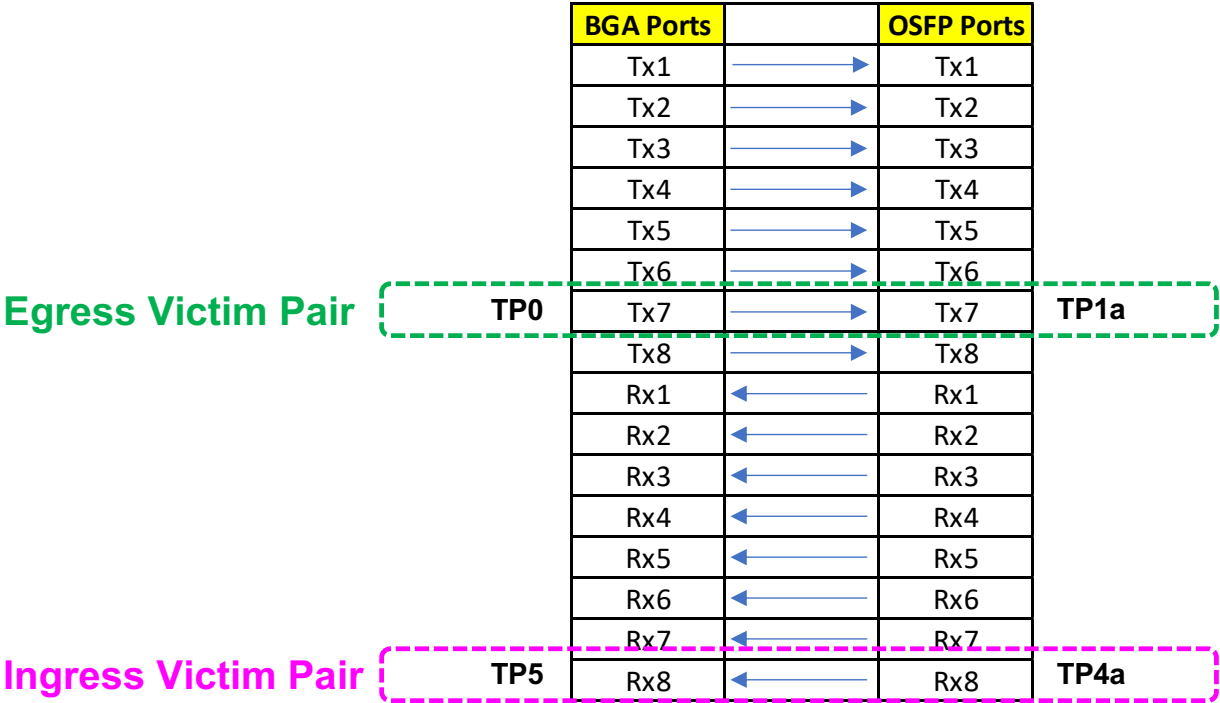 BGA Ports OSFP Ports
Tx1 Tx1
Tx2 Tx2
Tx3 Tx3
Tx4 Tx4
Tx5 Tx5
Tx6 Tx6
Egress Victim Pair TP0 Tx7 Tx7 TP1a
Tx8 Tx8
Rx1 Rx1
Rx2 Rx2
Rx3 Rx3
Rx4 Rx4
Rx5 Rx5
Rx6 Rx6
Rx7 Rx7
Ingress Victim Pair TP5 Rx8 Rx8 TP4a